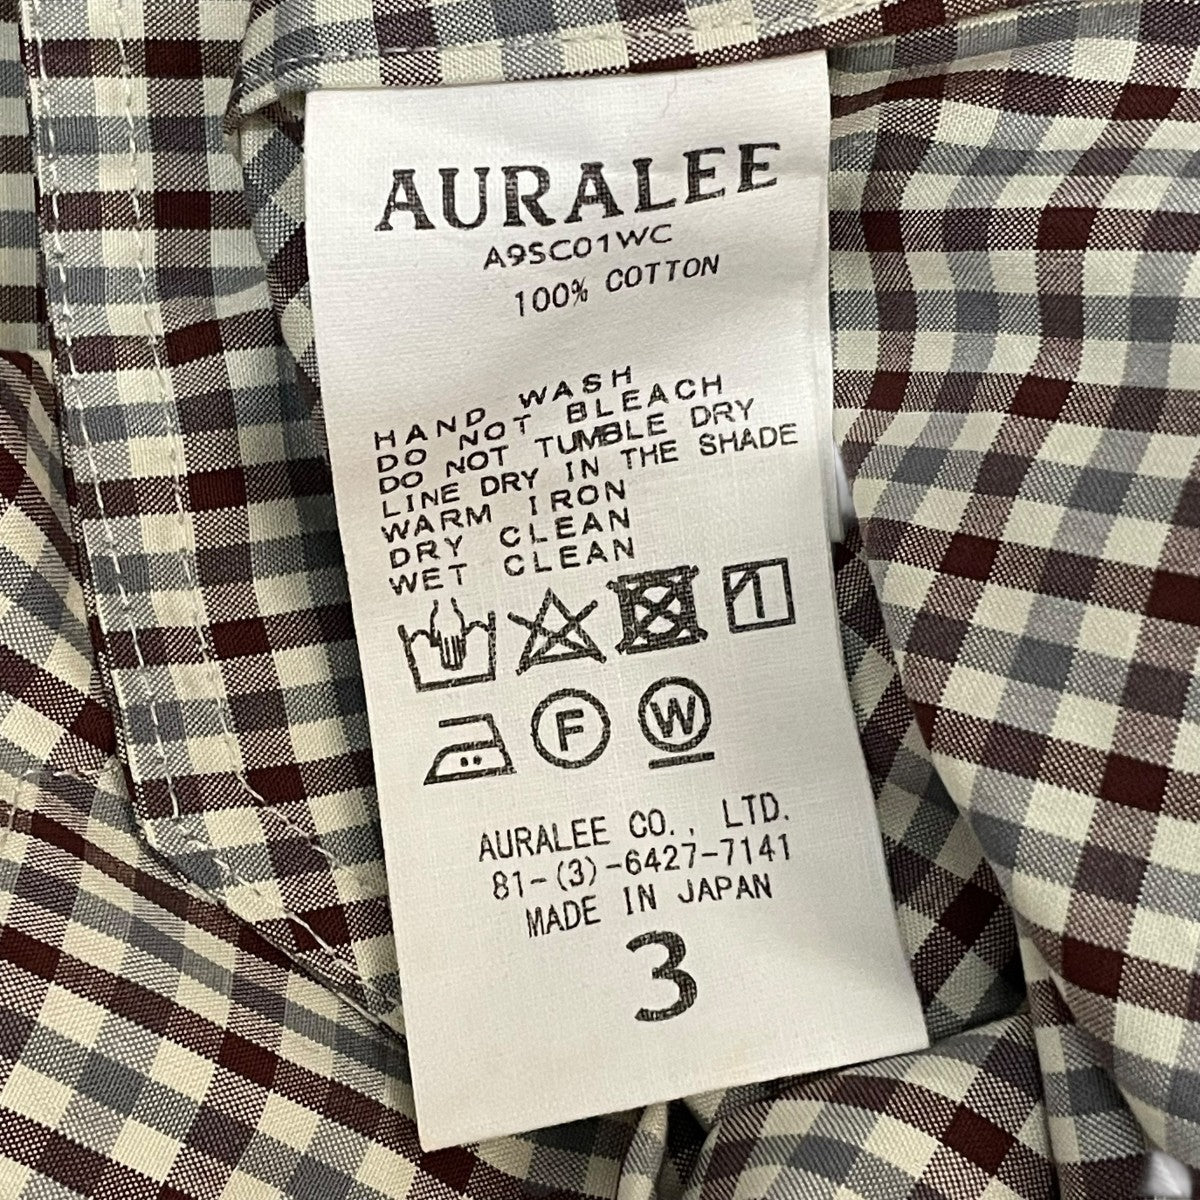 AURALEE
A9SC01WC
100% COTTON
HAND WASH
DO NOT BLEACH
DO NOT TUMBLE DRY
LINE DRY IN THE SHADE
WARM IRON
DRY CLEAN
WET CLEAN
F
W
AURALEE CO., LTD.
81-(3)-6427-7141
MADE IN JAPAN
3